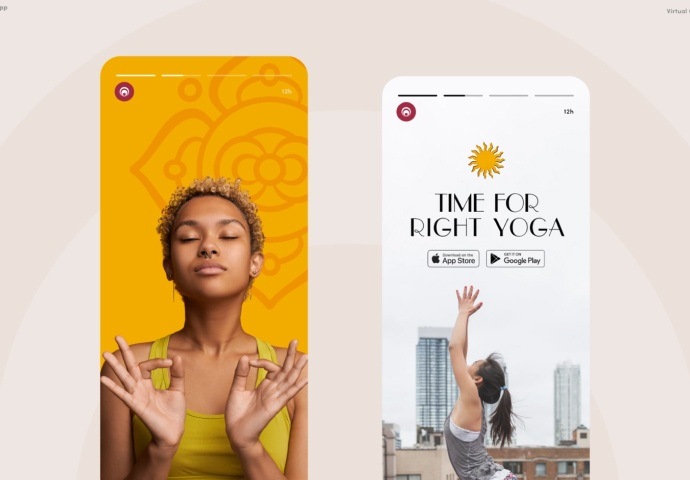 pp
Virtual
12h
12h
TIME FOR
RIGHT YOGA
Download on the
App Store
GET IT ON
Google Play